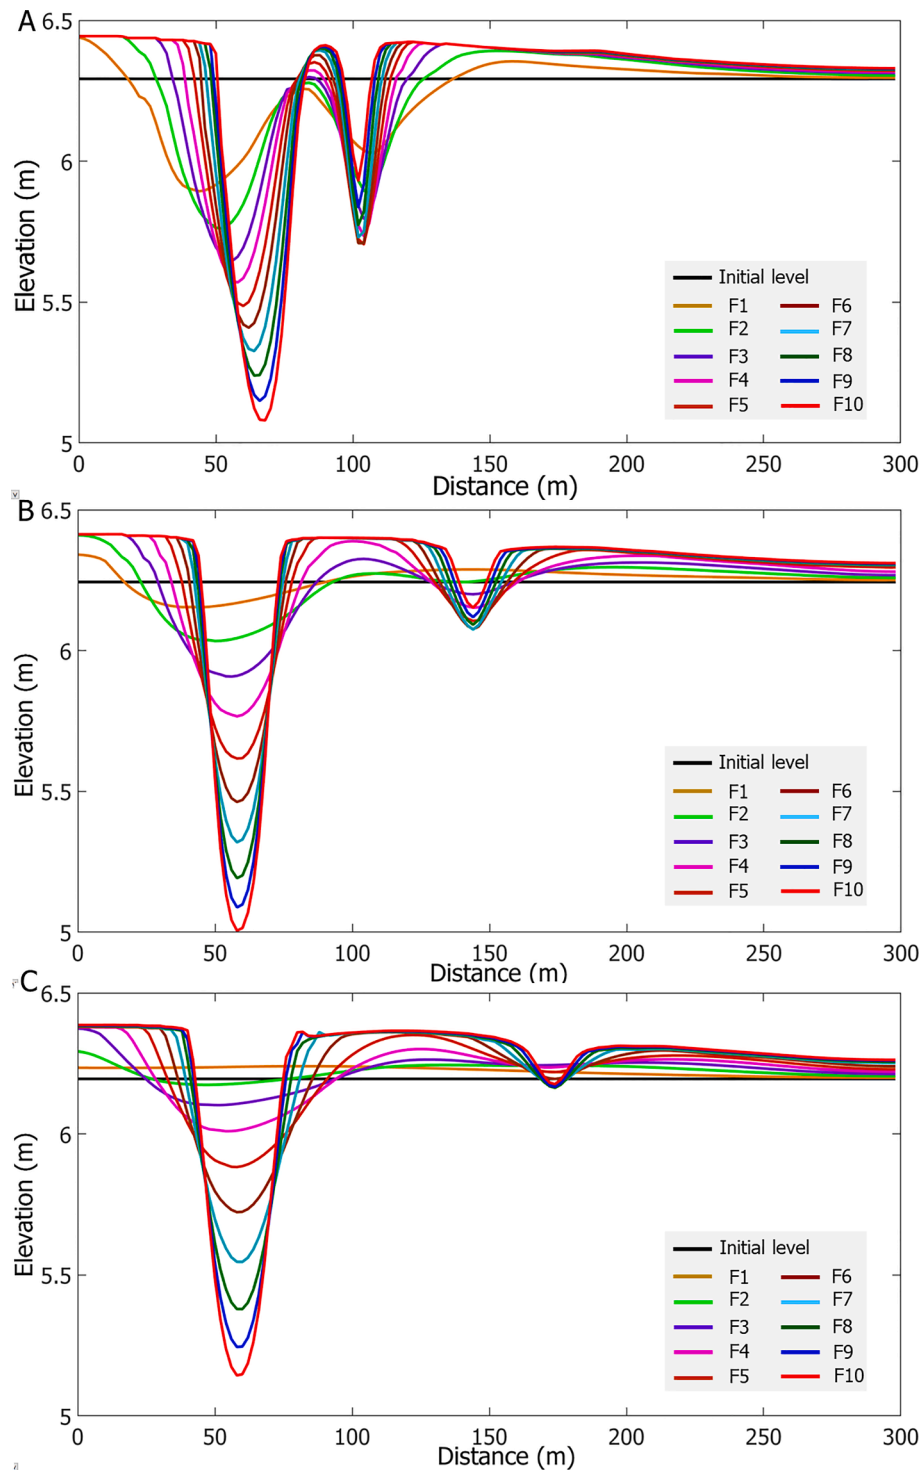 A
6.5
6
5.5
5
Elevation (m)
Initial level
F1 F6
F2 F7
F3 F8
F4 F9
F5 F10
0 50 100 150 200 250 300
Distance (m)
B
6.5
6
5.5
5
Elevation (m)
Initial level
F1 F6
F2 F7
F3 F8
F4 F9
F5 F10
0 50 100 150 200 250 300
Distance (m)
C
6.5
6
5.5
5
Elevation (m)
Initial level
F1 F6
F2 F7
F3 F8
F4 F9
F5 F10
0 50 100 150 200 250 300
Distance (m)